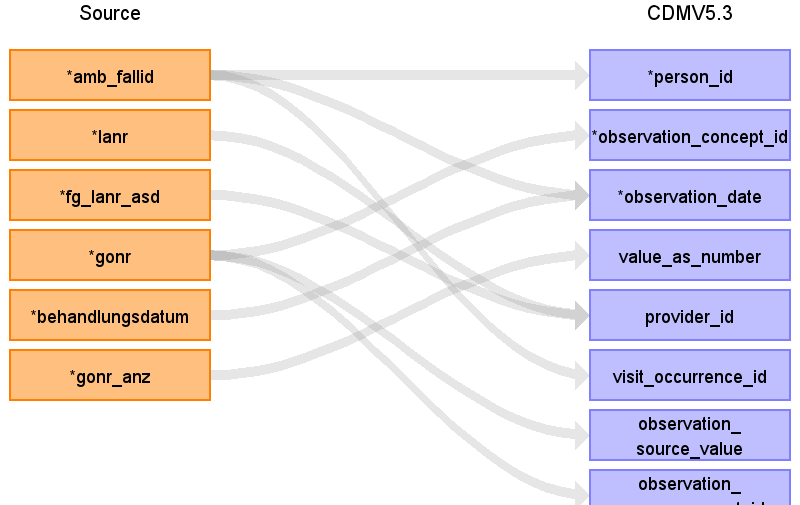 Source
CDMV5.3
*amb_fallid
*person_id
*lanr
*observation_concept_id
*fg_lanr_asd
*observation_date
*gonr
value_as_number
*behandlungsdatum
provider_id
*gonr_anz
visit_occurrence_id
observation_
source_value
observation_